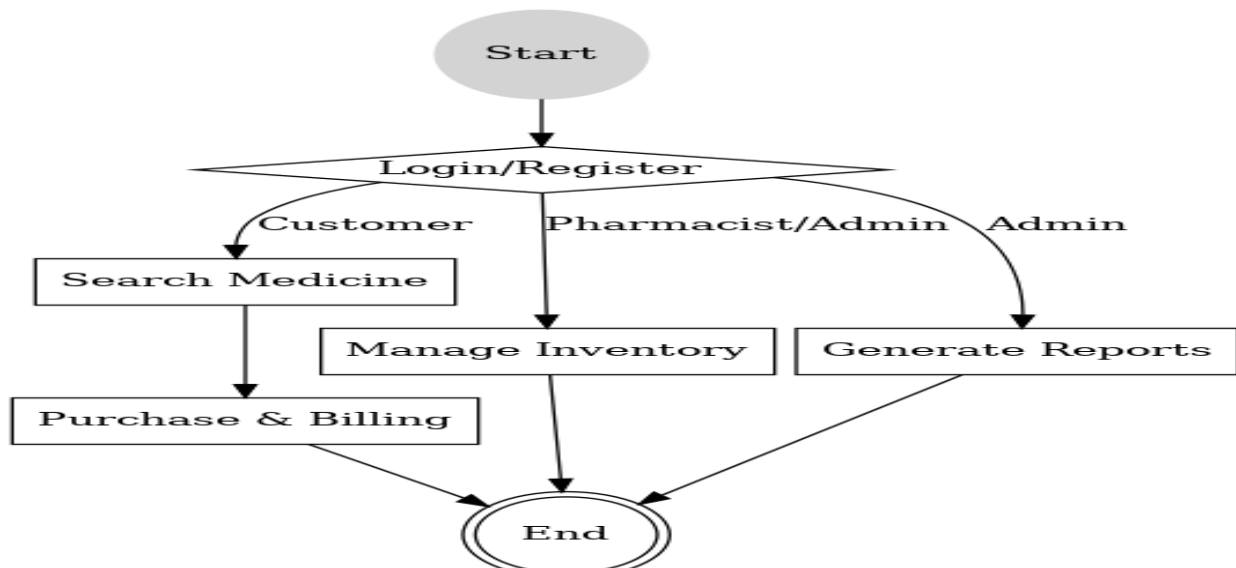 Start
Login/Register
Customer
Pharmacist/Admin
Admin
Search Medicine
Manage Inventory
Generate Reports
Purchase & Billing
End